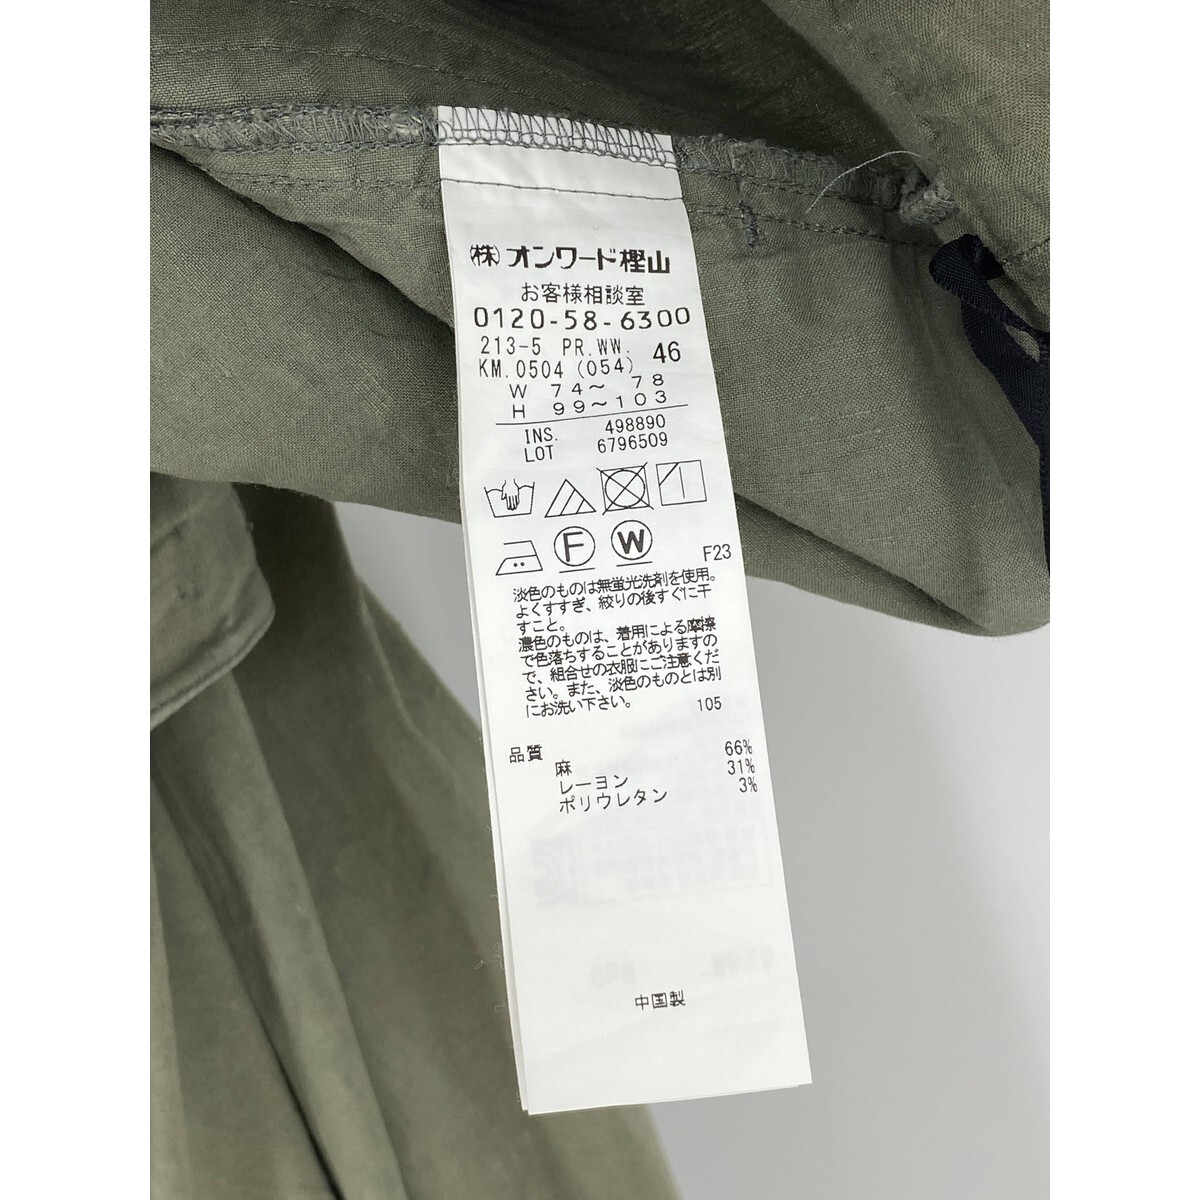 ㈱オンワード樫山
お客様相談室
0120-58-6300
213-5 PR.WW. 46
KM.0504 (054)
W 74～ 78
H 99～103
INS. 498890
LOT 6796509
F W
F23
淡色のものは無蛍光洗剤を使用。
よくすすぎ、絞りの後すぐに干
すこと。
濃色のものは、着用による摩擦
で色落ちすることがありますの
で、組合せの衣服にご注意くだ
さい。また、淡色のものとは別
にお洗い下さい。 105
品質
麻 66%
レーヨン 31%
ポリウレタン 3%
中国製